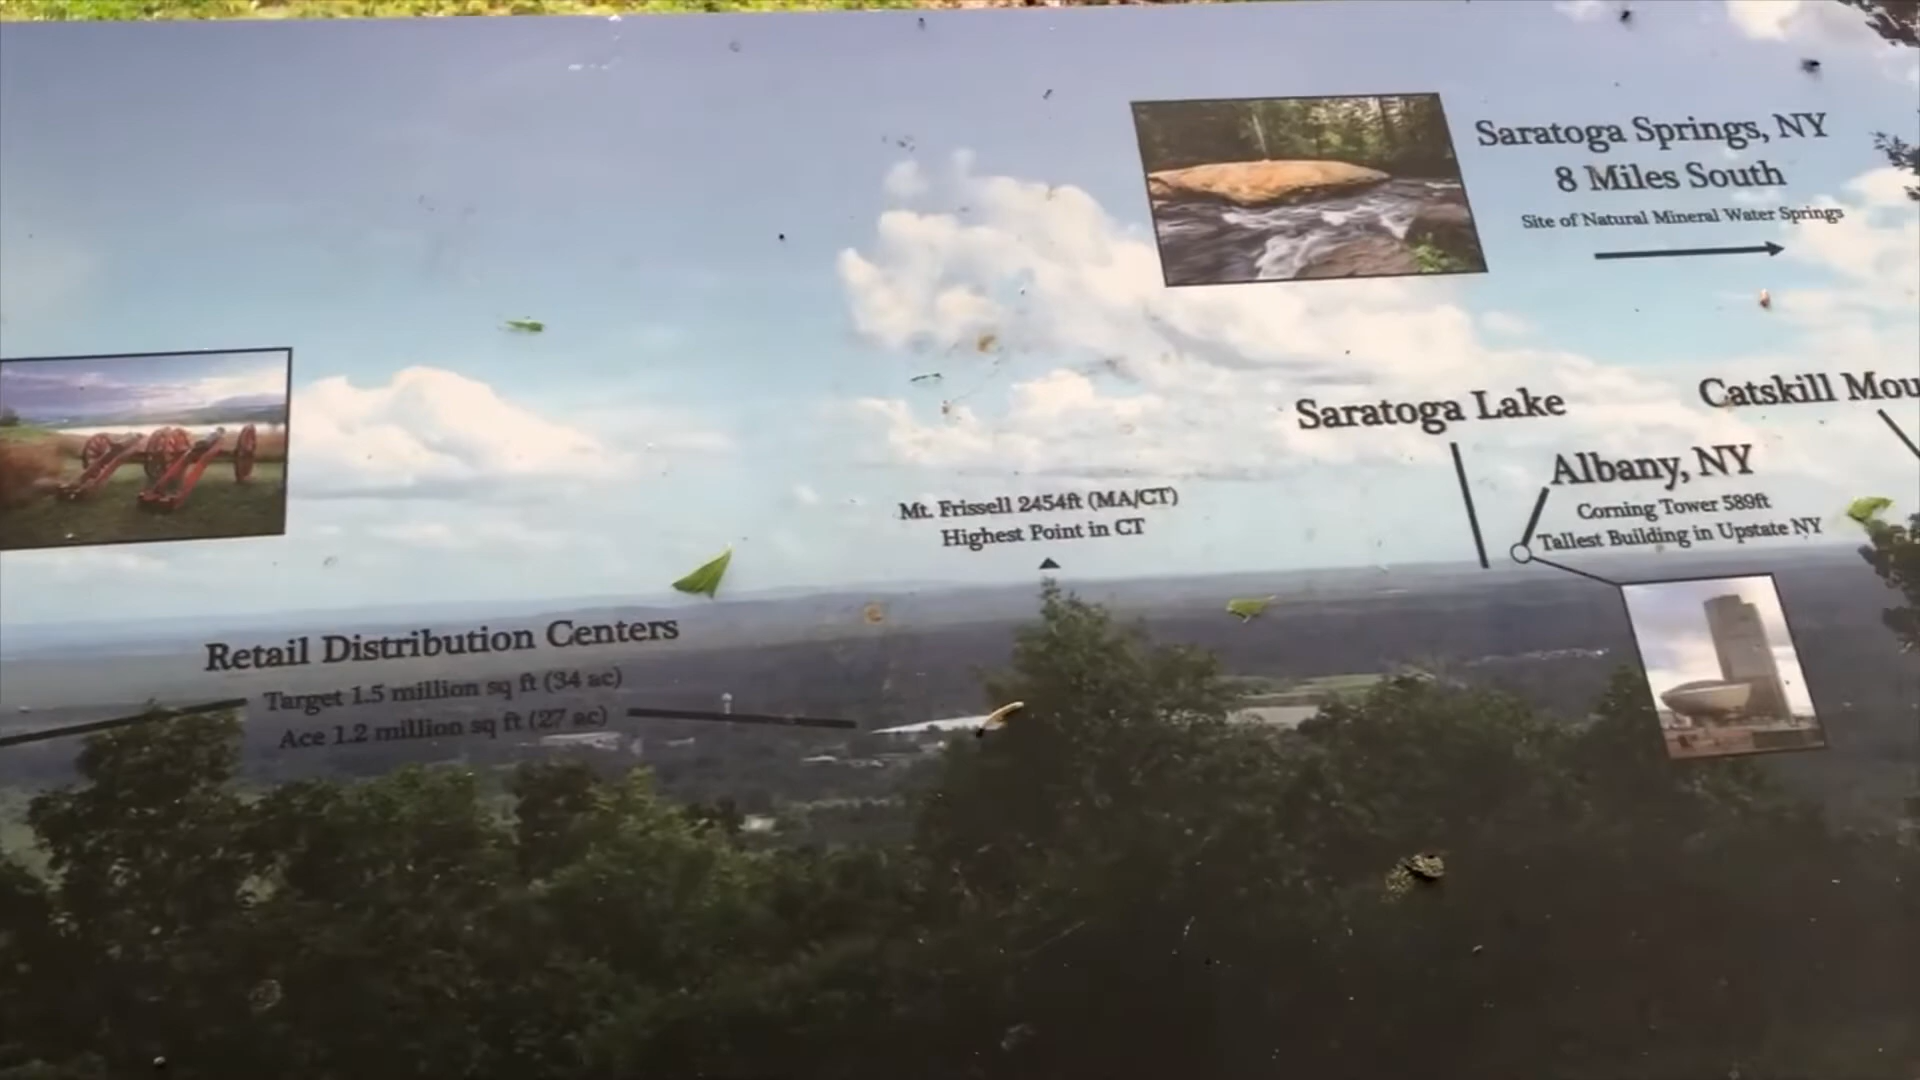 Saratoga Springs, NY
8 Miles South
Site of Natural Mineral Water Springs
Saratoga Lake
Catskill Mou
Albany, NY
Corning Tower 589ft
Tallest Building in Upstate NY
Mt. Frissell 2454ft (MA/CT)
Highest Point in CT
Retail Distribution Centers
Target 1.5 million sq ft (34 ac)
Ace 1.2 million sq ft (27 ac)